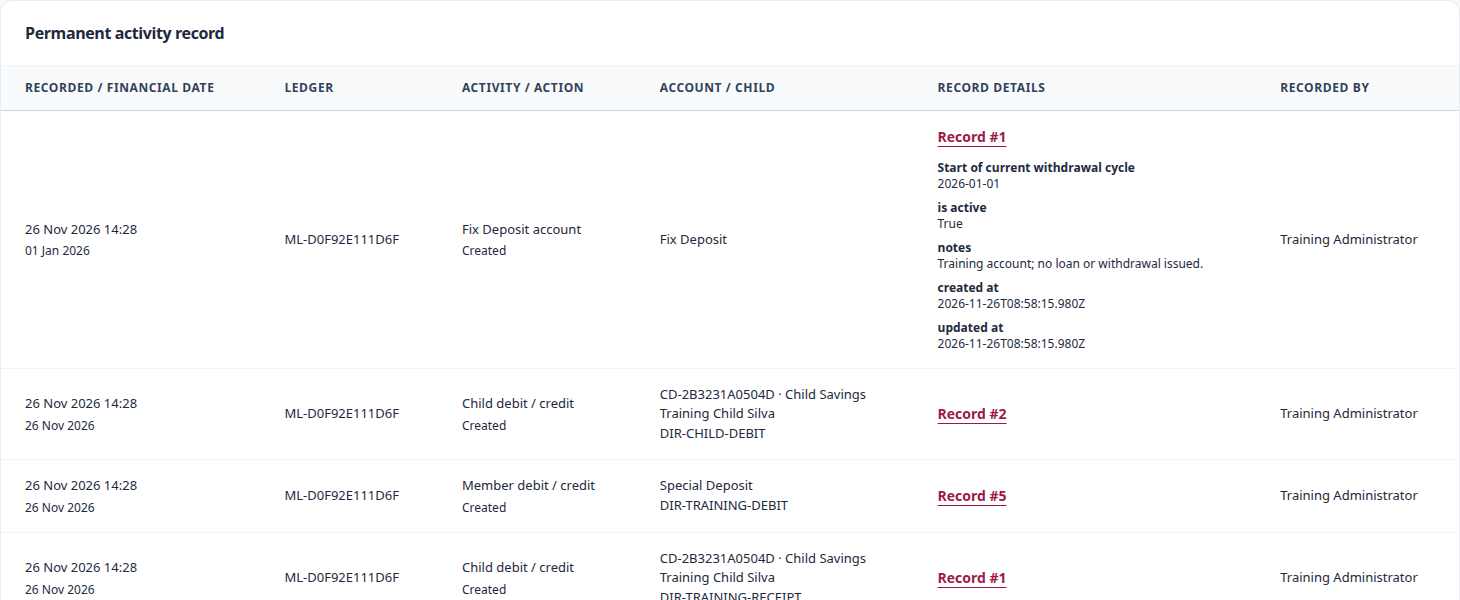 Permanent activity record
RECORDED / FINANCIAL DATE LEDGER ACTIVITY / ACTION ACCOUNT / CHILD RECORD DETAILS RECORDED BY
26 Nov 2026 14:28
01 Jan 2026
ML-D0F92E111D6F
Fix Deposit account
Created
Fix Deposit
Record #1
Start of current withdrawal cycle
2026-01-01
is active
True
notes
Training account; no loan or withdrawal issued.
created at
2026-11-26T08:58:15.980Z
updated at
2026-11-26T08:58:15.980Z
Training Administrator
26 Nov 2026 14:28
26 Nov 2026
ML-D0F92E111D6F
Child debit / credit
Created
CD-2B3231A0504D · Child Savings
Training Child Silva
DIR-CHILD-DEBIT
Record #2
Training Administrator
26 Nov 2026 14:28
26 Nov 2026
ML-D0F92E111D6F
Member debit / credit
Created
Special Deposit
DIR-TRAINING-DEBIT
Record #5
Training Administrator
26 Nov 2026 14:28
26 Nov 2026
ML-D0F92E111D6F
Child debit / credit
Created
CD-2B3231A0504D · Child Savings
Training Child Silva
DIR-TRAINING-RECEIPT
Record #1
Training Administrator